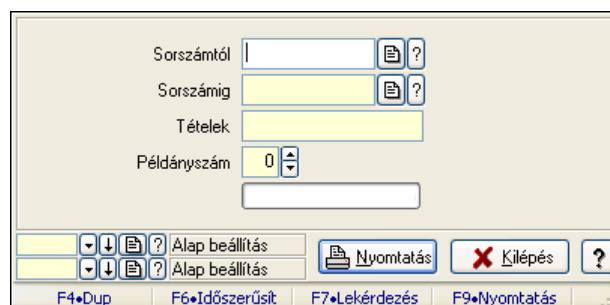 Sorszámtól ?
Sorszámig ?
Tételek
Példányszám 0
? Alap beállítás
? Alap beállítás
Nyomtatás Kilépés ?
F4•Dup F6•Időszerűsít F7•Lekérdezés F9•Nyomtatás